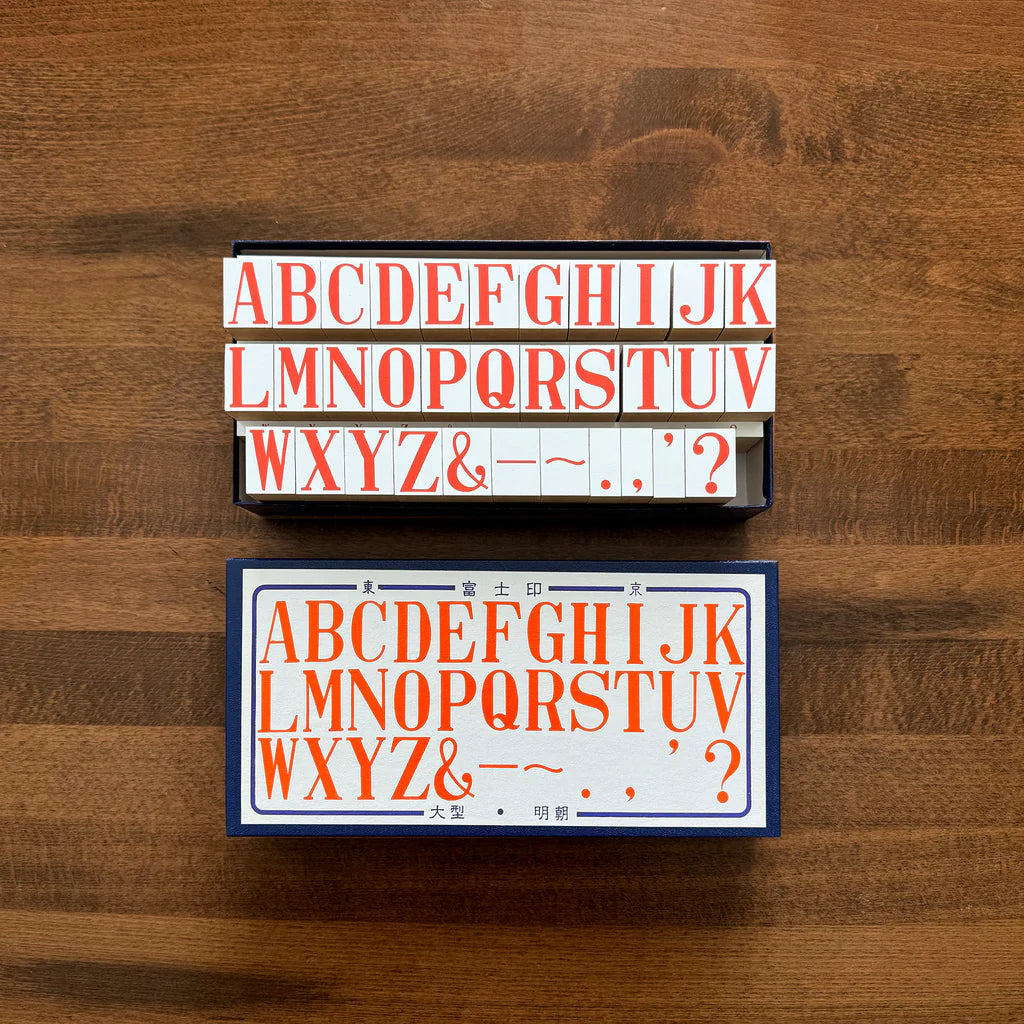 ABCDEFGHIJK
LMNOPQRSTUV
WXYZ&—~.,’?
東 富士印 京
ABCDEFGHIJK
LMNOPQRSTUV
WXYZ&—~.,’?
大型・明朝